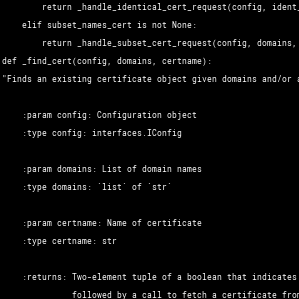 return _handle_identical_cert_request(config, ident_
elif subset_names_cert is not None:
return _handle_subset_cert_request(config, domains,
def _find_cert(config, domains, certname):
"Finds an existing certificate object given domains and/or a
:param config: Configuration object
:type config: interfaces.IConfig
:param domains: List of domain names
:type domains: `list` of `str`
:param certname: Name of certificate
:type certname: str
:returns: Two-element tuple of a boolean that indicates
followed by a call to fetch a certificate from